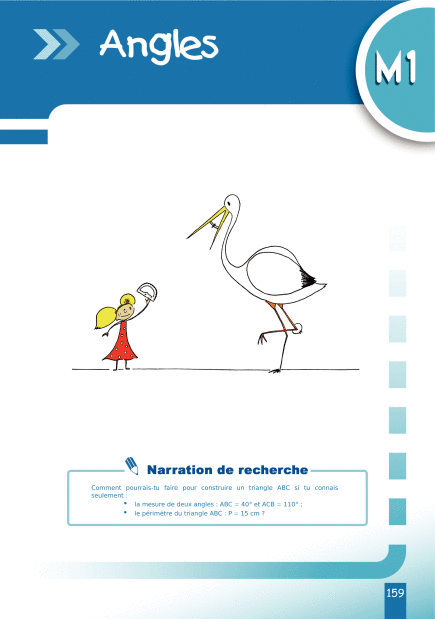 Angles
M1
Narration de recherche
Comment pourrais-tu faire pour construire un triangle ABC si tu connais
seulement :
• la mesure de deux angles : ABC = 40° et ACB = 110° ;
• le périmètre du triangle ABC : P = 15 cm ?
159